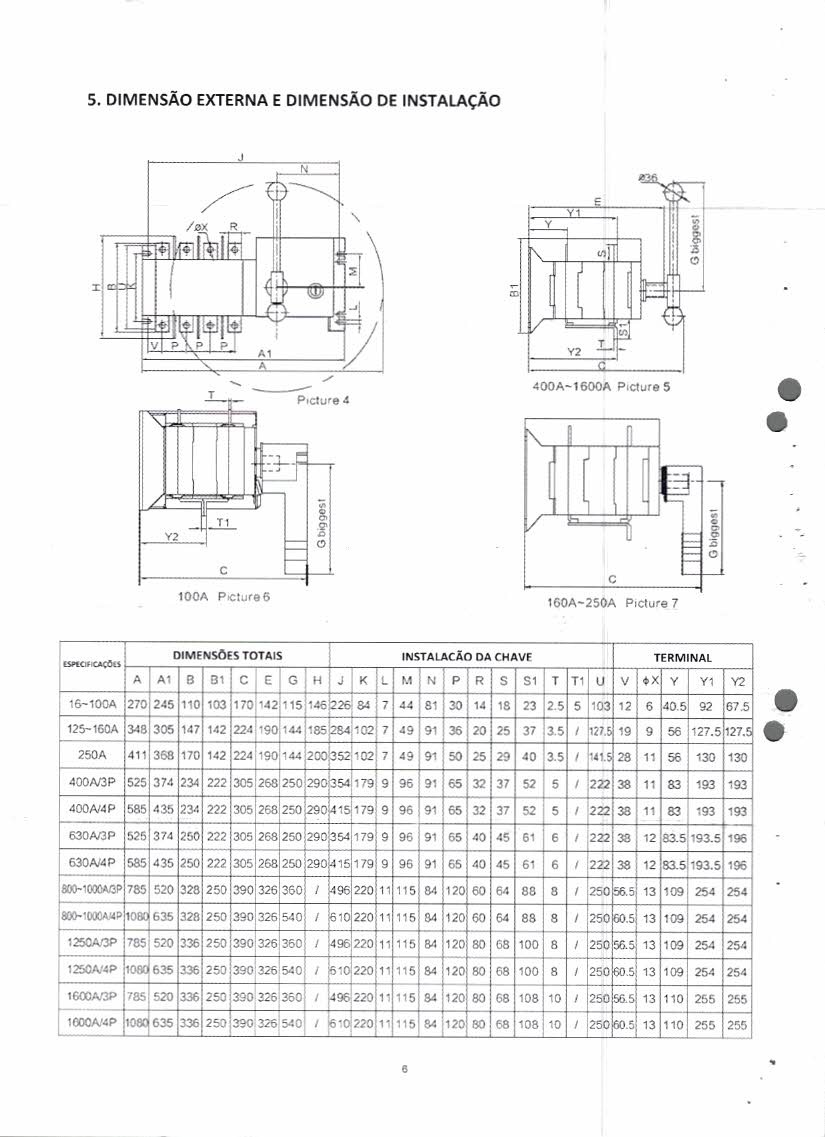 5. DIMENSÃO EXTERNA E DIMENSÃO DE INSTALAÇÃO
J
N
øX
R
H
B
U
K
M
L
V P P P
A1
A
Picture 4
Ø36
E
Y1
Y
S
B1
G biggest
S1
T
Y2
C
400A~1600A Picture 5
T
T1
Y2
G biggest
C
100A Picture 6
G biggest
C
160A~250A Picture 7
ESPECIFICAÇÕES DIMENSÕES TOTAIS INSTALACÃO DA CHAVE TERMINAL
A A1 B B1 C E G H J K L M N P R S S1 T T1 U V ϕX Y Y1 Y2
16~100A 270 245 110 103 170 142 115 146 226 84 7 44 81 30 14 18 23 2.5 5 103 12 6 40.5 92 67.5
125~160A 348 305 147 142 224 190 144 185 284 102 7 49 91 36 20 25 37 3.5 / 127.5 19 9 56 127.5 127.5
250A 411 368 170 142 224 190 144 200 352 102 7 49 91 50 25 29 40 3.5 / 141.5 28 11 56 130 130
400A/3P 525 374 234 222 305 268 250 290 354 179 9 96 91 65 32 37 52 5 / 222 38 11 83 193 193
400A/4P 585 435 234 222 305 268 250 290 415 179 9 96 91 65 32 37 52 5 / 222 38 11 83 193 193
630A/3P 525 374 250 222 305 268 250 290 354 179 9 96 91 65 40 45 61 6 / 222 38 12 83.5 193.5 196
630A/4P 585 435 250 222 305 268 250 290 415 179 9 96 91 65 40 45 61 6 / 222 38 12 83.5 193.5 196
800~1000A/3P 785 520 328 250 390 326 360 / 496 220 11 115 84 120 60 64 88 8 / 250 56.5 13 109 254 254
800~1000A/4P 1080 635 328 250 390 326 540 / 610 220 11 115 84 120 60 64 88 8 / 250 60.5 13 109 254 254
1250A/3P 785 520 336 250 390 326 360 / 496 220 11 115 84 120 80 68 100 8 / 250 56.5 13 109 254 254
1250A/4P 1080 635 336 250 390 326 540 / 610 220 11 115 84 120 80 68 100 8 / 250 60.5 13 109 254 254
1600A/3P 785 520 336 250 390 326 360 / 496 220 11 115 84 120 80 68 108 10 / 250 56.5 13 110 255 255
1600A/4P 1080 635 336 250 390 326 540 / 610 220 11 115 84 120 80 68 108 10 / 250 60.5 13 110 255 255
6